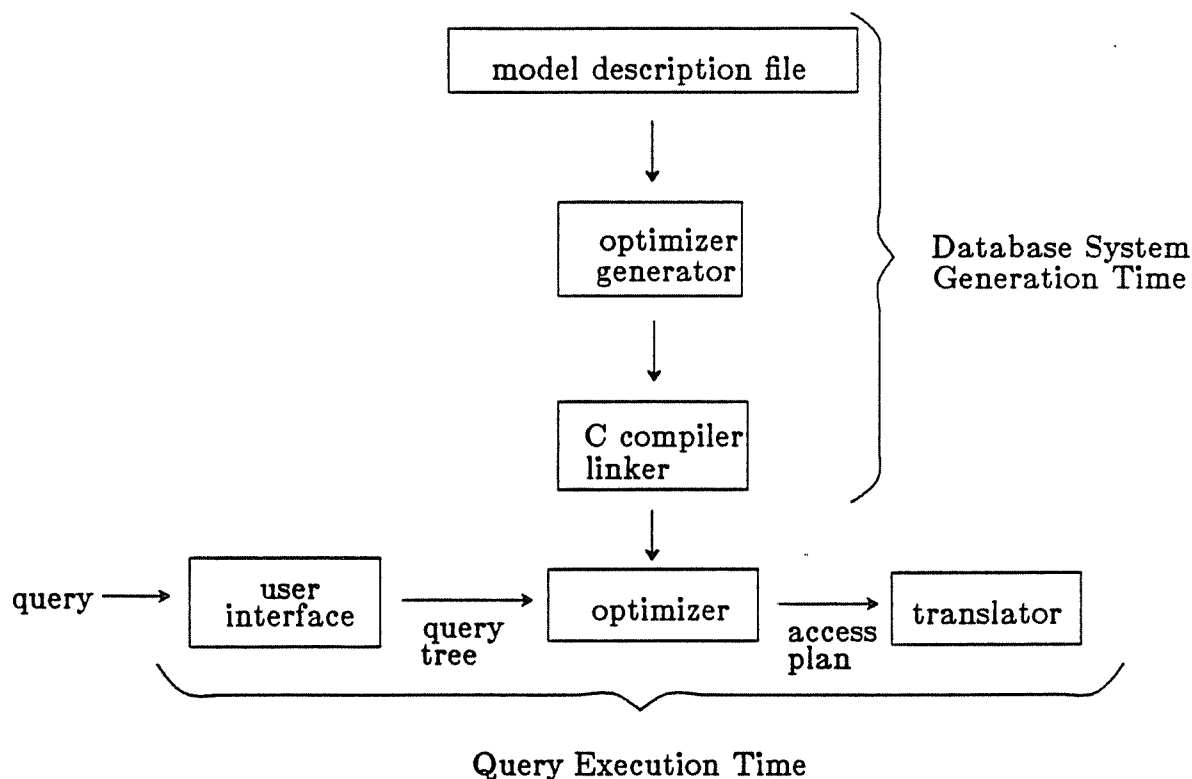 model description file
optimizer
generator
Database System
Generation Time
C compiler
linker
query
user
interface
query
tree
optimizer
access
plan
translator
Query Execution Time